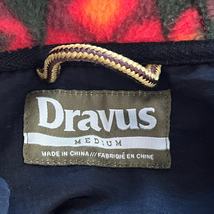 Dravus
MEDIUM
MADE IN CHINA /// FABRIQUÉ EN CHINE